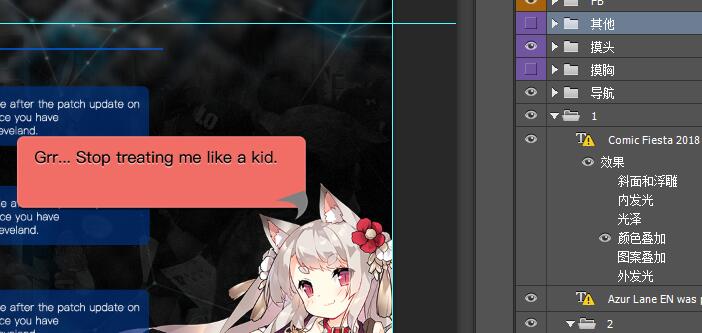 FB
其他
摸头
摸胸
导航
1
e after the patch update on
ce you have
eveland.
Grr... Stop treating me like a kid.
ce you have
eveland.
e after the patch update on
ce you have
Comic Fiesta 2018
效果
斜面和浮雕
内发光
光泽
颜色叠加
图案叠加
外发光
Azur Lane EN was p
2